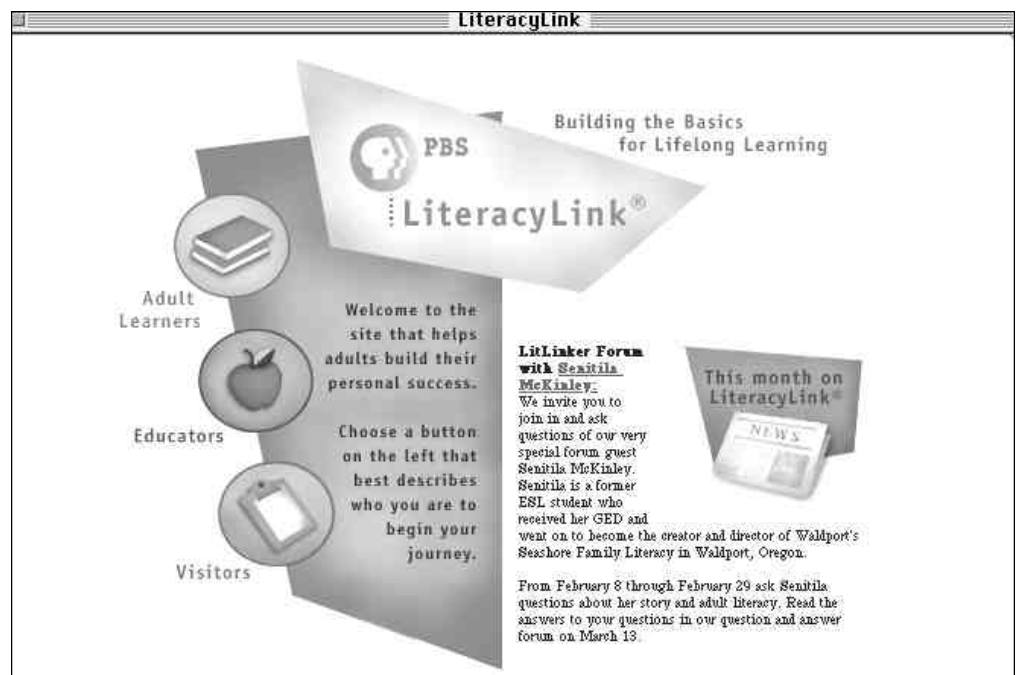 LiteracyLink
Building the Basics
for Lifelong Learning
PBS
LiteracyLink®
Adult
Learners
Educators
Visitors
Welcome to the
site that helps
adults build their
personal success.
Choose a button
on the left that
best describes
who you are to
begin your
journey.
LitLinker Forum
with Senitila
McKinley:
We invite you to
join in and ask
questions of our very
special forum guest
Senitila McKinley.
Senitila is a former
ESL student who
received her GED and
went on to become the creator and director of Waldport's
Seashore Family Literacy in Waldport, Oregon.
From February 8 through February 29 ask Senitila
questions about her story and adult literacy. Read the
answers to your questions in our question and answer
forum on March 13.
This month on
LiteracyLink®
NEWS